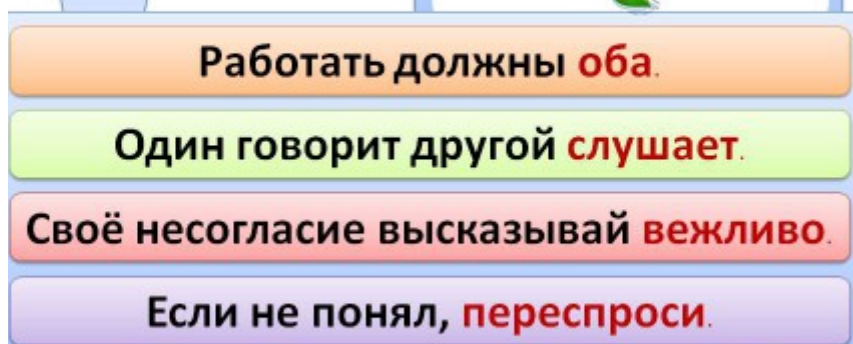 Работать должны оба.
Один говорит другой слушает.
Своё несогласие высказывай вежливо.
Если не понял, переспроси.